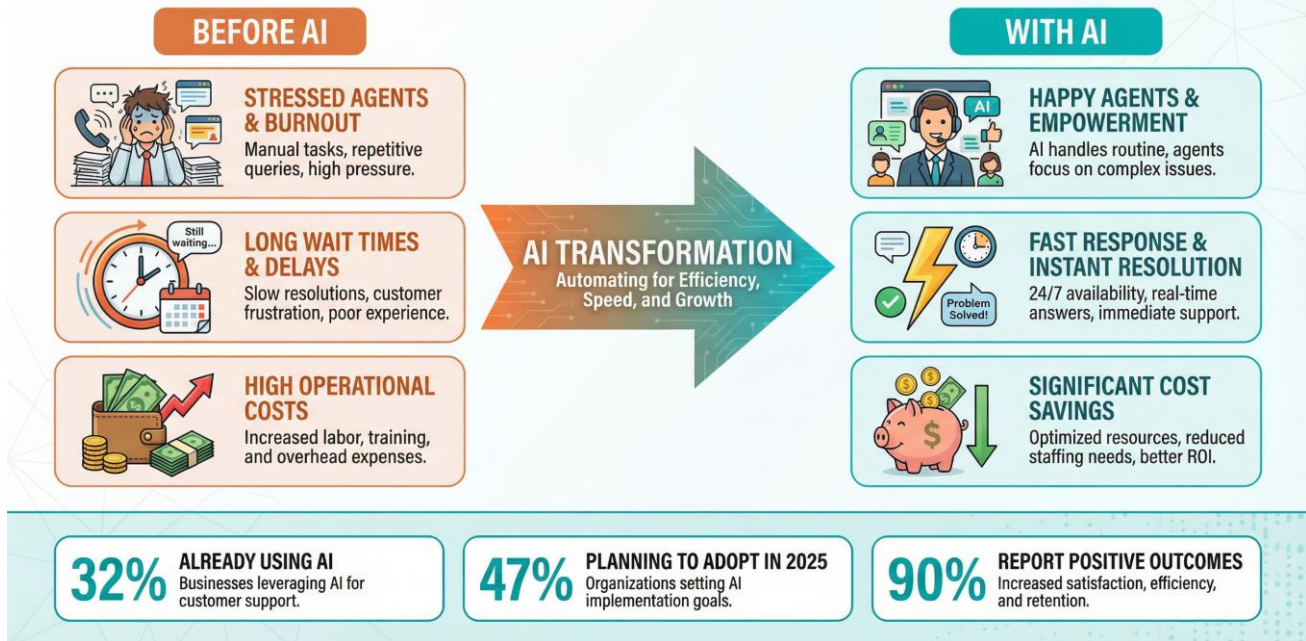 BEFORE AI
STRESSED AGENTS
& BURNOUT
Manual tasks, repetitive
queries, high pressure.
Still
waiting...
LONG WAIT TIMES
& DELAYS
Slow resolutions, customer
frustration, poor experience.
HIGH OPERATIONAL
COSTS
Increased labor, training,
and overhead expenses.
AI TRANSFORMATION
Automating for Efficiency,
Speed, and Growth
WITH AI
AI
HAPPY AGENTS &
EMPOWERMENT
AI handles routine, agents
focus on complex issues.
Problem
Solved!
FAST RESPONSE &
INSTANT RESOLUTION
24/7 availability, real-time
answers, immediate support.
$
$
$
SIGNIFICANT COST
SAVINGS
Optimized resources, reduced
staffing needs, better ROI.
32%
ALREADY USING AI
Businesses leveraging AI for
customer support.
47%
PLANNING TO ADOPT IN 2025
Organizations setting AI
implementation goals.
90%
REPORT POSITIVE OUTCOMES
Increased satisfaction, efficiency,
and retention.